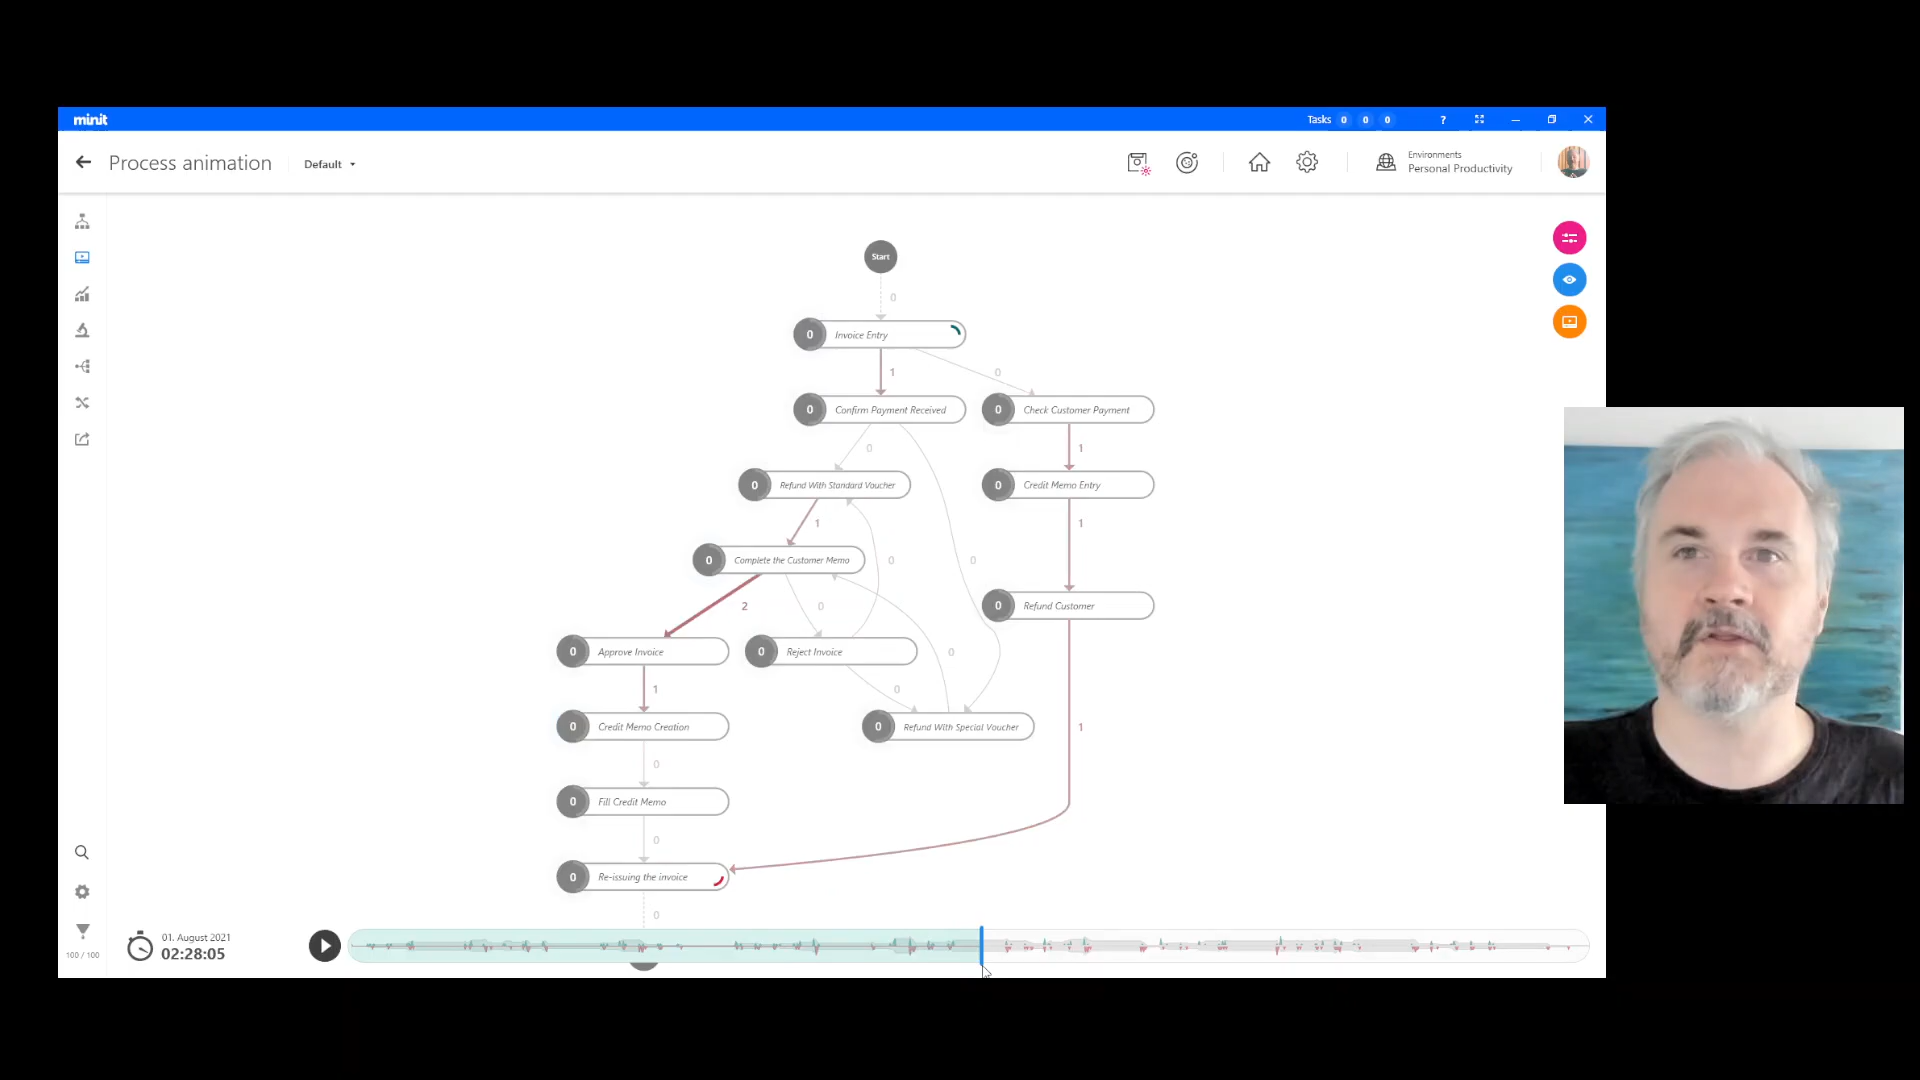 minit
Tasks 0 0 0 ?
Process animation
Default
Environments
Personal Productivity
Start
0
0 Invoice Entry
1
0
0 Confirm Payment Received
0 Check Customer Payment
0
1
0 Refund With Standard Voucher
0 Credit Memo Entry
1
1
0 Complete the Customer Memo
0
0
2
0
0 Refund Customer
0 Approve Invoice
0 Reject Invoice
0
1
0
0 Credit Memo Creation
0 Refund With Special Voucher
1
0
0 Fill Credit Memo
0
0 Re-issuing the invoice
0
01. August 2021
02:28:05
100 / 100